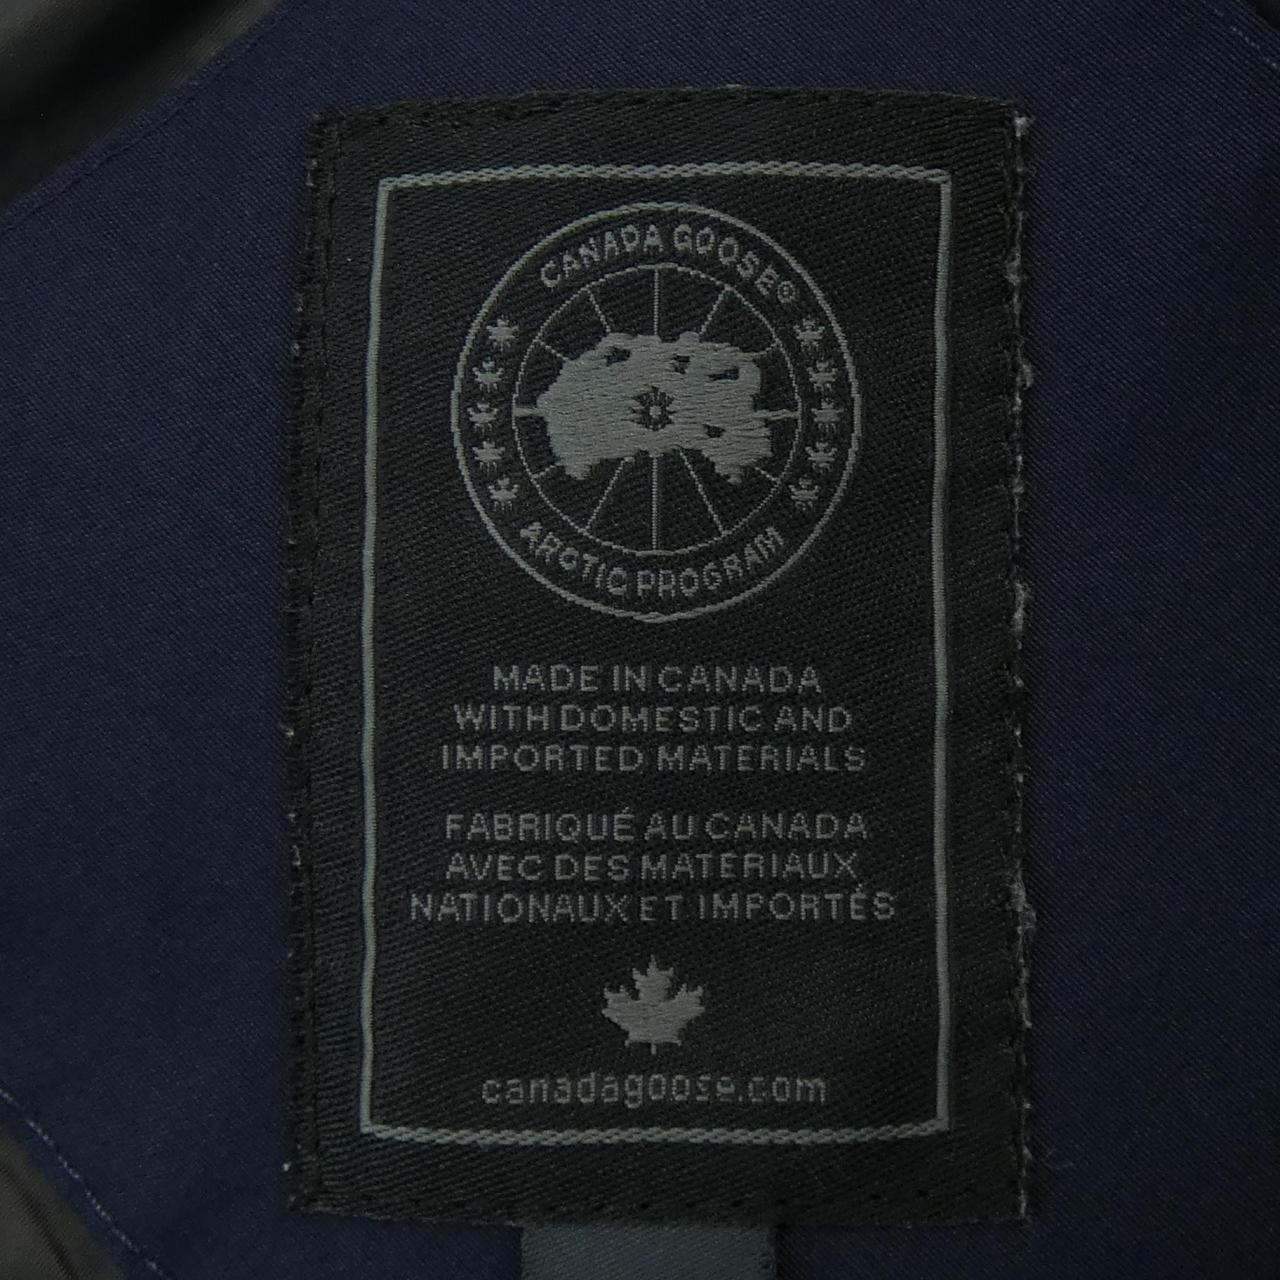 CANADA GOOSE®
ARCTIC PROGRAM
MADE IN CANADA
WITH DOMESTIC AND
IMPORTED MATERIALS
FABRIQUÉ AU CANADA
AVEC DES MATERIAUX
NATIONAUX ET IMPORTÉS
canadagoose.com